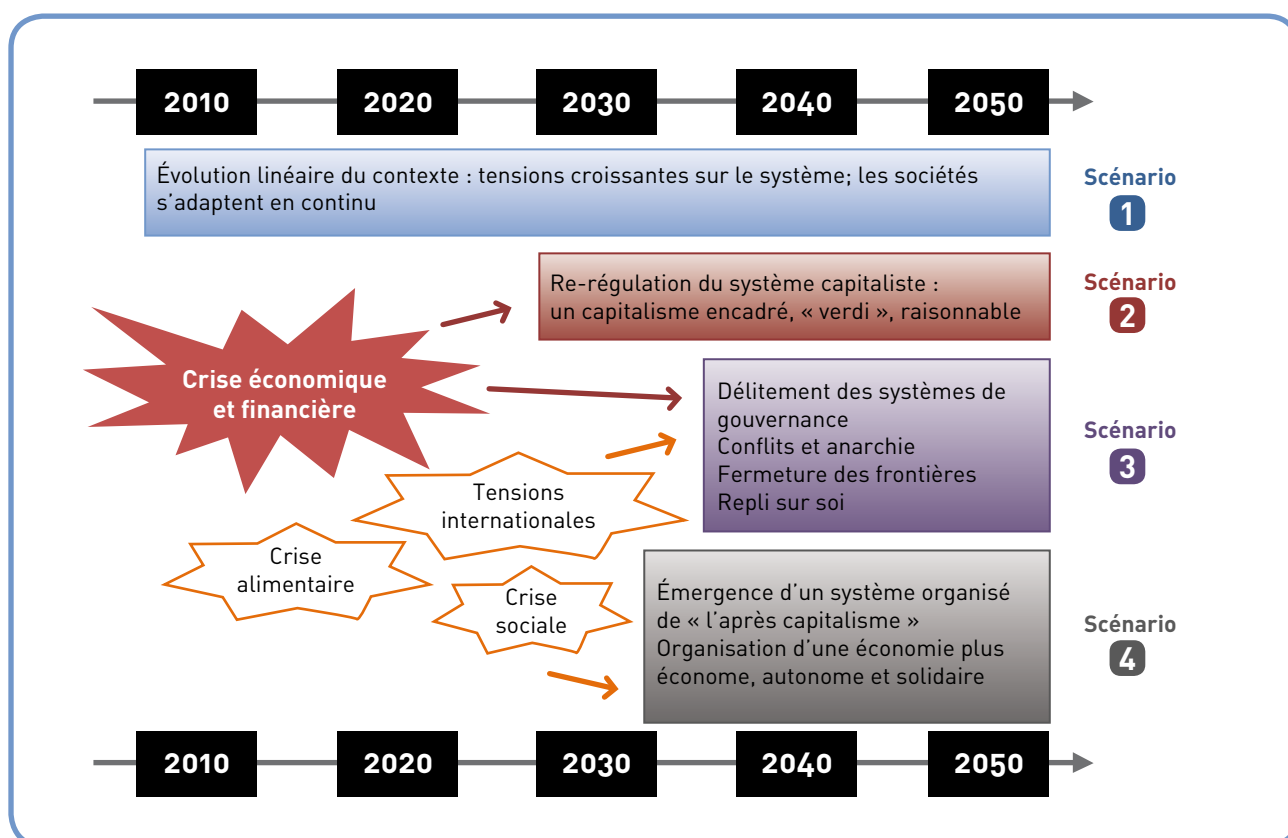 2010 2020 2030 2040 2050
Évolution linéaire du contexte : tensions croissantes sur le système; les sociétés
s’adaptent en continu
Scénario
1
Re-régulation du système capitaliste :
un capitalisme encadré, « verdi », raisonnable
Scénario
2
Crise économique
et financière
Délitement des systèmes de
gouvernance
Conflits et anarchie
Fermeture des frontières
Repli sur soi
Scénario
3
Tensions
internationales
Crise
alimentaire
Crise
sociale
Émergence d’un système organisé
de « l’après capitalisme »
Organisation d’une économie plus
économe, autonome et solidaire
Scénario
4
2010 2020 2030 2040 2050